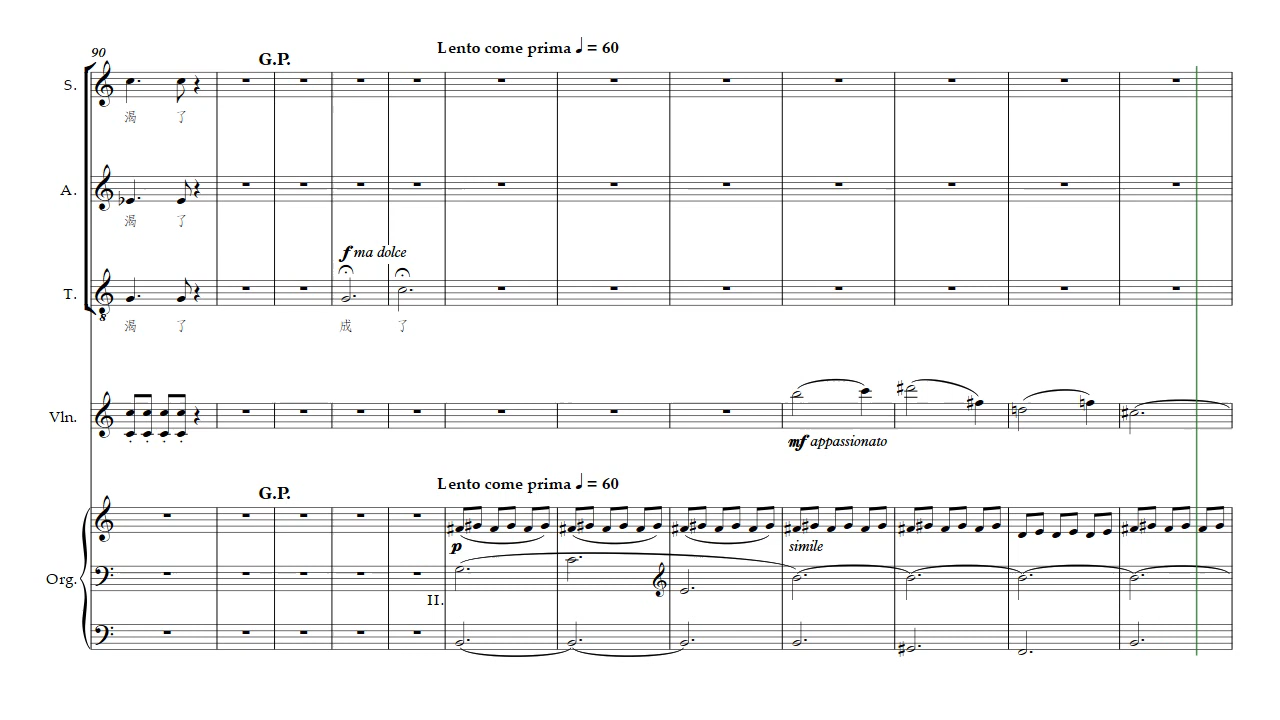 90
G.P.
Lento come prima ♩ = 60
S.
渴 了
A.
渴 了
f ma dolce
T.
8
渴 了 成 了
Vln.
mf appassionato
G.P.
Lento come prima ♩ = 60
p
simile
Org.
II.